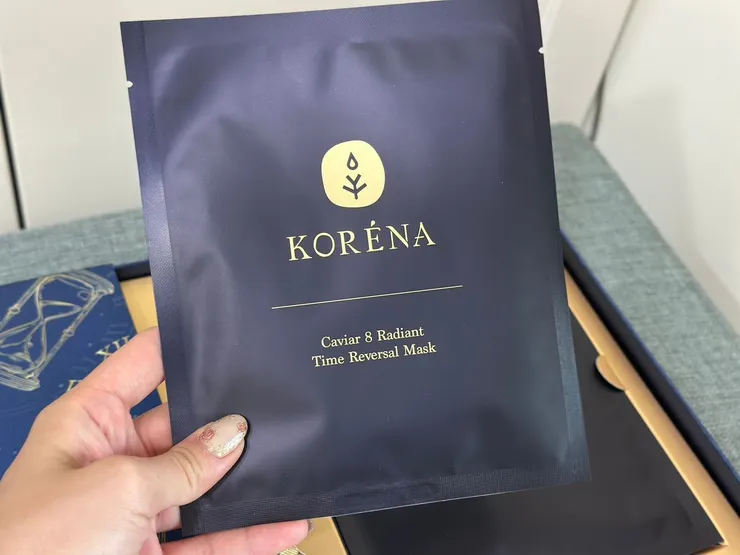 KORÉNA
Caviar 8 Radiant
Time Reversal Mask